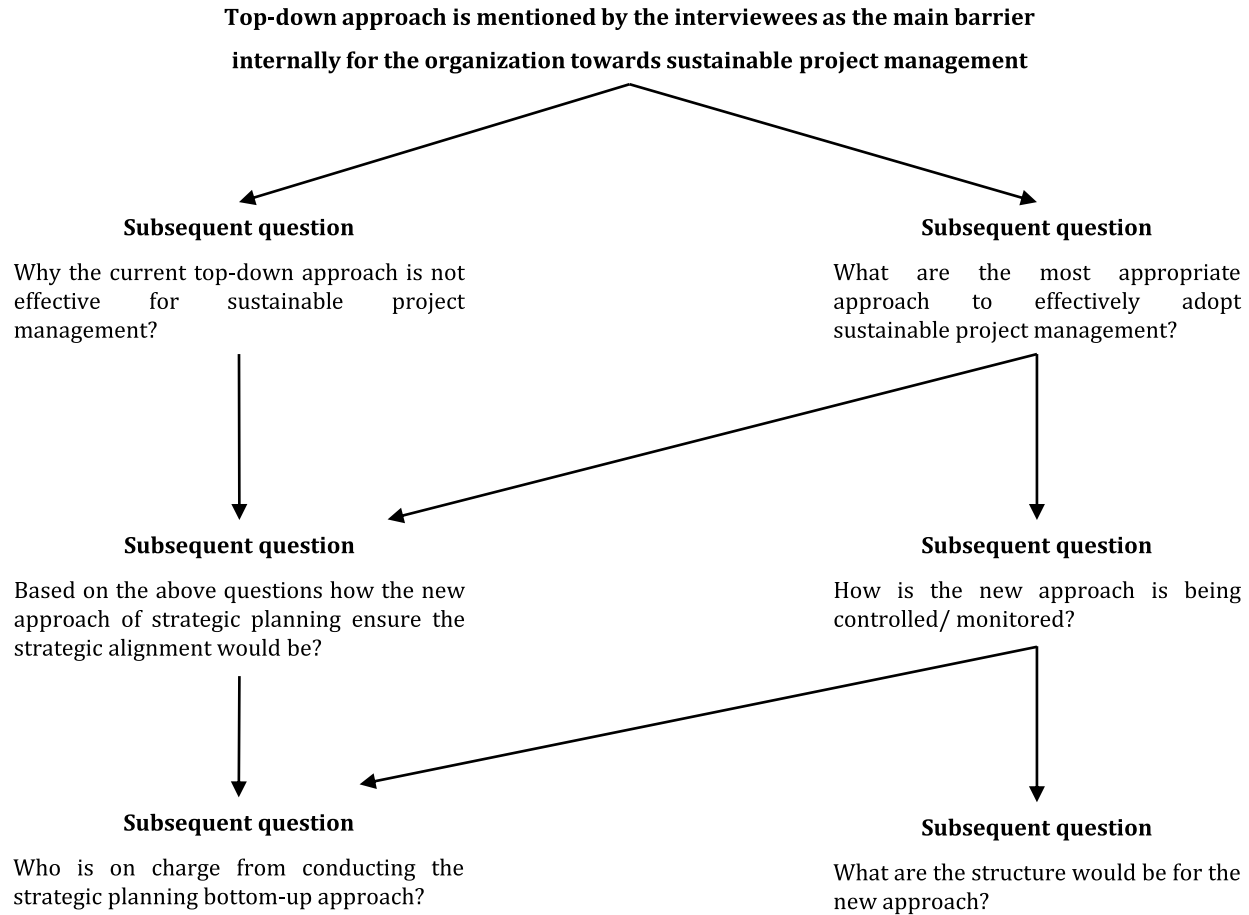 Top-down approach is mentioned by the interviewees as the main barrier
internally for the organization towards sustainable project management
Subsequent question
Why the current top-down approach is not
effective for sustainable project
management?
Subsequent question
What are the most appropriate
approach to effectively adopt
sustainable project management?
Subsequent question
Based on the above questions how the new
approach of strategic planning ensure the
strategic alignment would be?
Subsequent question
How is the new approach is being
controlled/ monitored?
Subsequent question
Who is on charge from conducting the
strategic planning bottom-up approach?
Subsequent question
What are the structure would be for the
new approach?